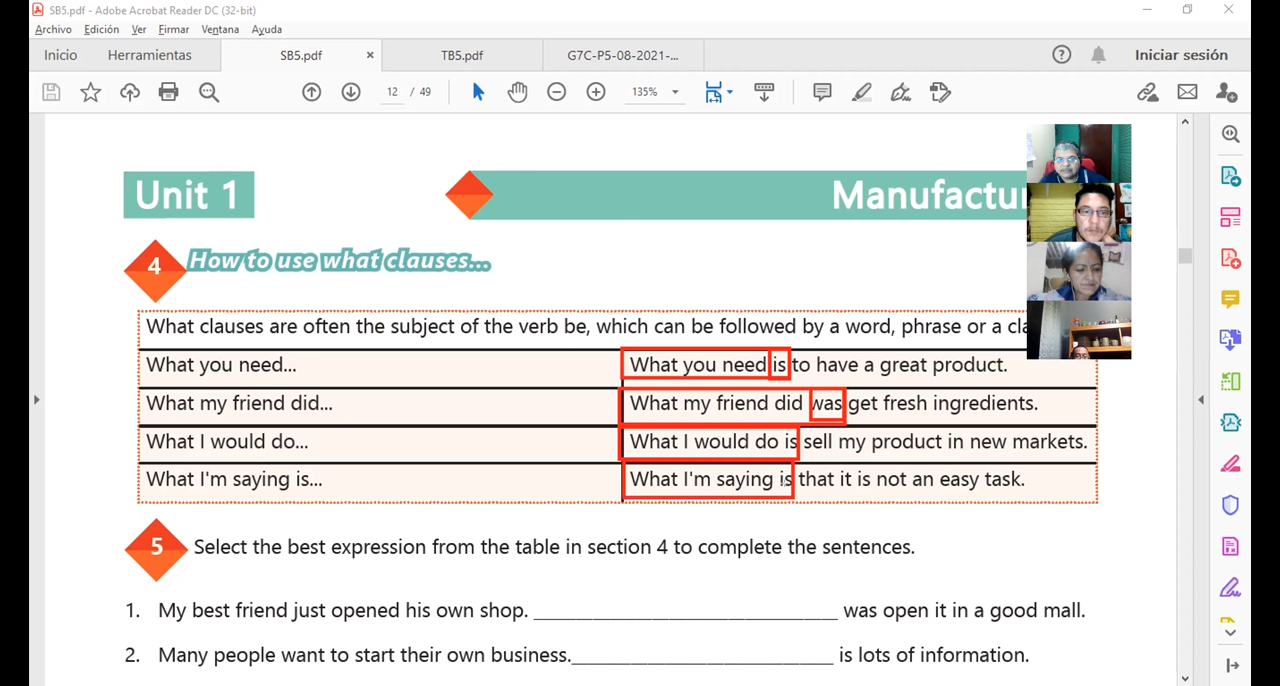 SB5.pdf - Adobe Acrobat Reader DC (32-bit)
Archivo Edición Ver Firmar Ventana Ayuda
Inicio Herramientas SB5.pdf × TB5.pdf G7C-P5-08-2021-... Iniciar sesión
12 / 49 135%
Unit 1
4 How to use what clauses...
What clauses are often the subject of the verb be, which can be followed by a word, phrase or a
What you need... What you need is to have a great product.
What my friend did... What my friend did was get fresh ingredients.
What I would do... What I would do is sell my product in new markets.
What I'm saying is... What I'm saying is that it is not an easy task.
5 Select the best expression from the table in section 4 to complete the sentences.
1. My best friend just opened his own shop. ______________________________ was open it in a good mall.
2. Many people want to start their own business.__________________________ is lots of information.